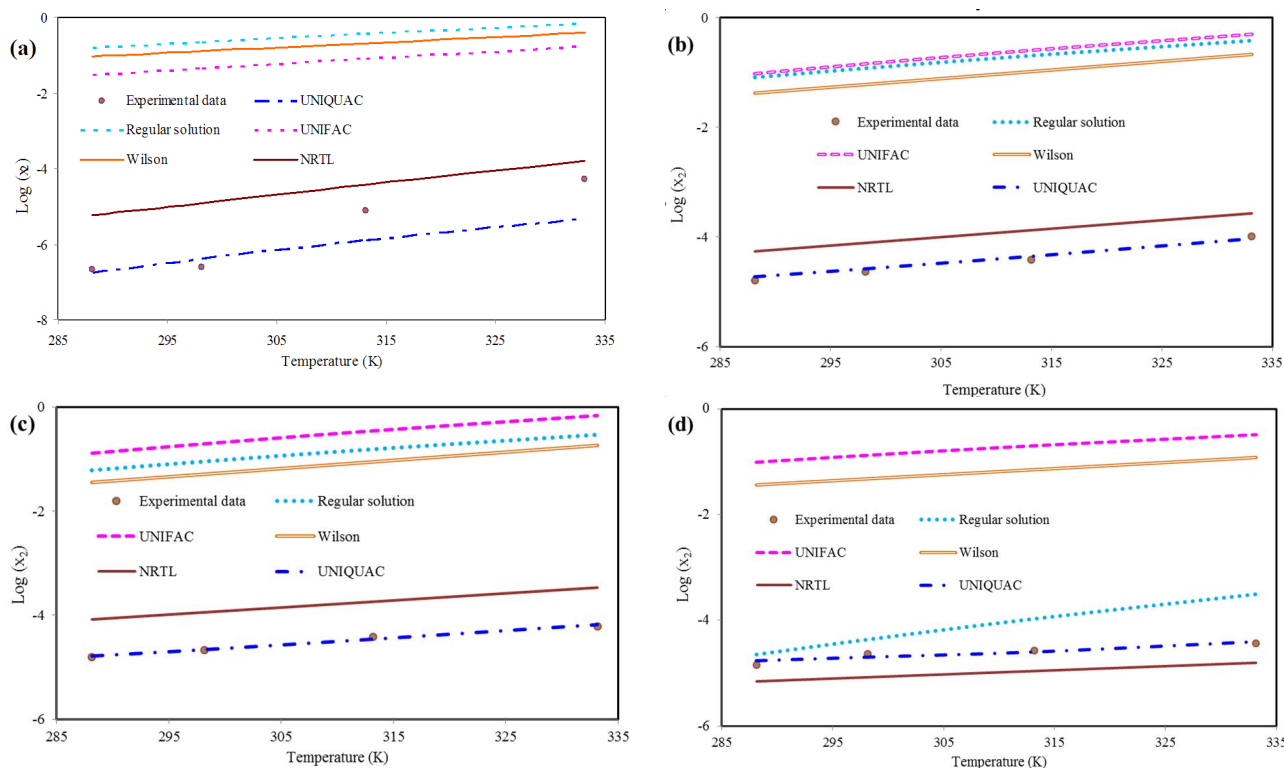 (a)
0
-2
-4
-6
-8
Log (x2)
Experimental data
UNIQUAC
Regular solution
UNIFAC
Wilson
NRTL
285
295
305
315
325
335
Temperature (K)
(b)
0
-2
-4
-6
Log (x2)
Experimental data
Regular solution
UNIFAC
Wilson
NRTL
UNIQUAC
285
295
305
315
325
335
Temperature (K)
(c)
0
-2
-4
-6
Log (x2)
Experimental data
Regular solution
UNIFAC
Wilson
NRTL
UNIQUAC
285
295
305
315
325
335
Temperature (K)
(d)
0
-2
-4
-6
Log (x2)
Experimental data
Regular solution
UNIFAC
Wilson
NRTL
UNIQUAC
285
295
305
315
325
335
Temperature (K)